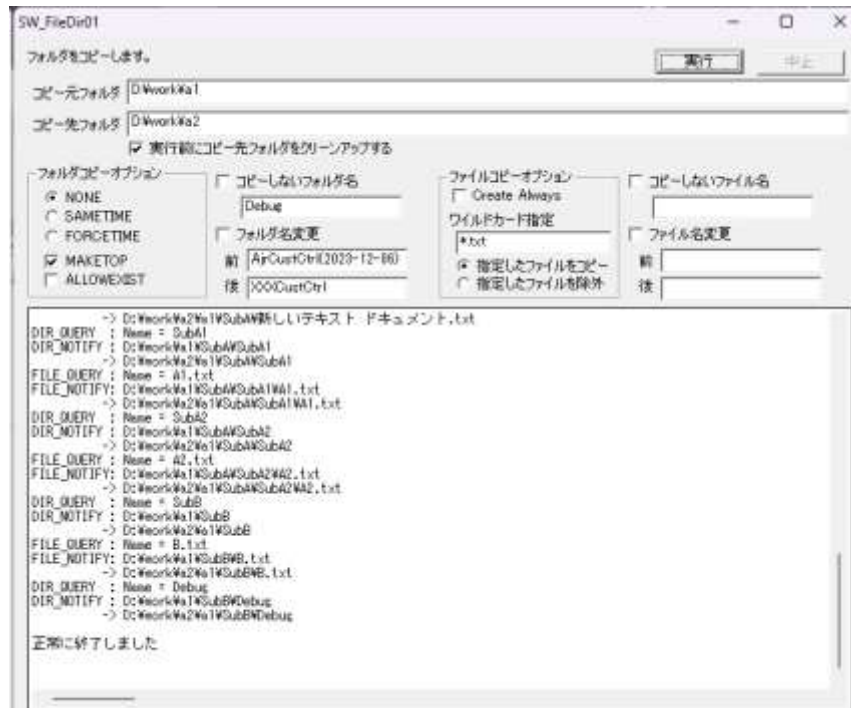 SW_FileDir01
フォルダをコピーします。
実行
中止
コピー元フォルダ D:¥work¥a1
コピー先フォルダ D:¥work¥a2
実行前にコピー先フォルダをクリーンアップする
フォルダコピーオプション
NONE
SAMETIME
FORCETIME
MAKETOP
ALLOWEXIST
コピーしないフォルダ名
Debug
フォルダ名変更
前 AjrCustCtrl(2023-12-06)
後 XXXCustCtrl
ファイルコピーオプション
Create Always
ワイルドカード指定
*.txt
指定したファイルをコピー
指定したファイルを除外
コピーしないファイル名
ファイル名変更
前
後
-> D:¥work¥a2¥a1¥SubA¥新しいテキスト ドキュメント.txt
DIR_QUERY : Name = SubA1
DIR_NOTIFY : D:¥work¥a1¥SubA¥SubA1
-> D:¥work¥a2¥a1¥SubA¥SubA1
FILE_QUERY : Name = A1.txt
FILE_NOTIFY: D:¥work¥a1¥SubA¥SubA1¥A1.txt
-> D:¥work¥a2¥a1¥SubA¥SubA1¥A1.txt
DIR_QUERY : Name = SubA2
DIR_NOTIFY : D:¥work¥a1¥SubA¥SubA2
-> D:¥work¥a2¥a1¥SubA¥SubA2
FILE_QUERY : Name = A2.txt
FILE_NOTIFY: D:¥work¥a1¥SubA¥SubA2¥A2.txt
-> D:¥work¥a2¥a1¥SubA¥SubA2¥A2.txt
DIR_QUERY : Name = SubB
DIR_NOTIFY : D:¥work¥a1¥SubB
-> D:¥work¥a2¥a1¥SubB
FILE_QUERY : Name = B.txt
FILE_NOTIFY: D:¥work¥a1¥SubB¥B.txt
-> D:¥work¥a2¥a1¥SubB¥B.txt
DIR_QUERY : Name = Debug
DIR_NOTIFY : D:¥work¥a1¥SubB¥Debug
-> D:¥work¥a2¥a1¥SubB¥Debug
正常に終了しました